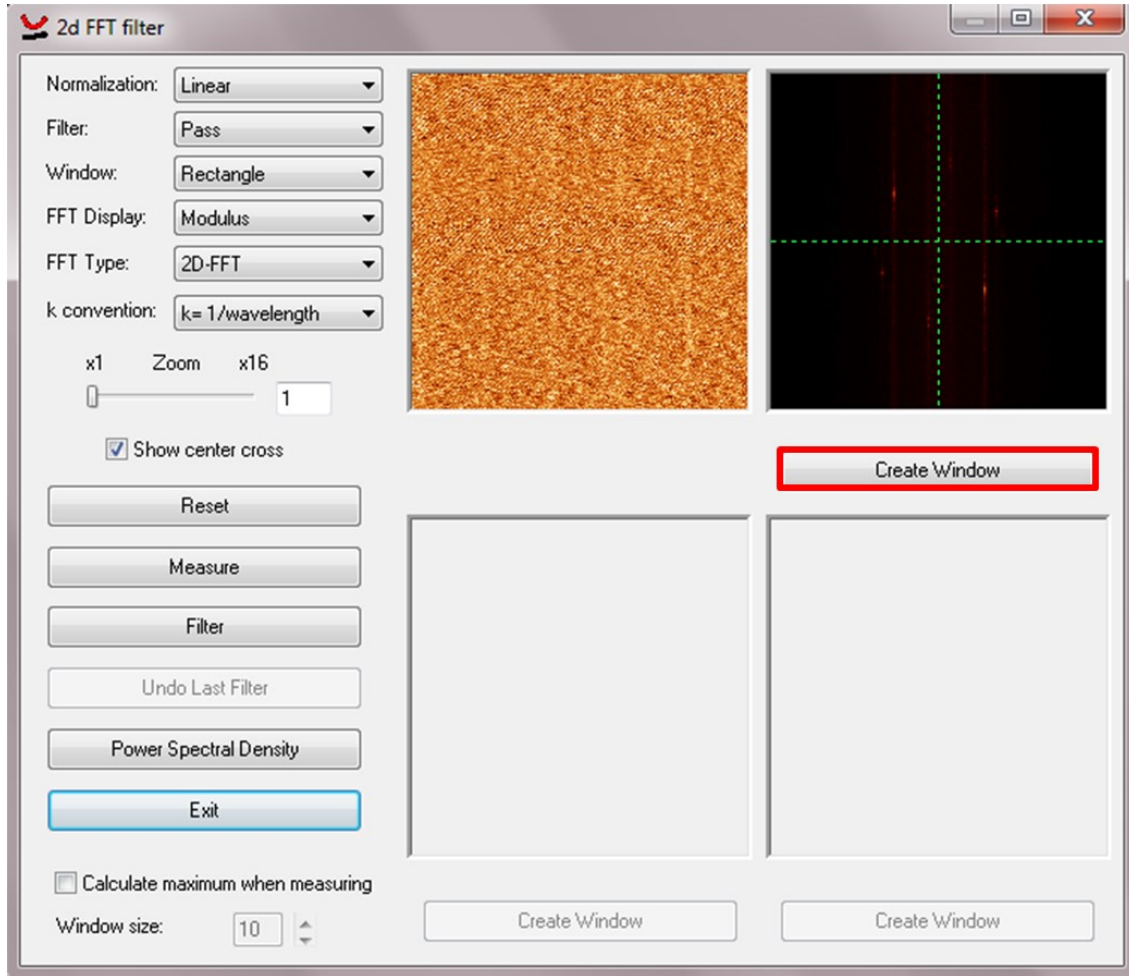 2d FFT filter
Normalization: Linear
Filter: Pass
Window: Rectangle
FFT Display: Modulus
FFT Type: 2D-FFT
k convention: k= 1/wavelength
x1 Zoom x16
1
Show center cross
Create Window
Reset
Measure
Filter
Undo Last Filter
Power Spectral Density
Exit
Calculate maximum when measuring
Window size: 10
Create Window
Create Window